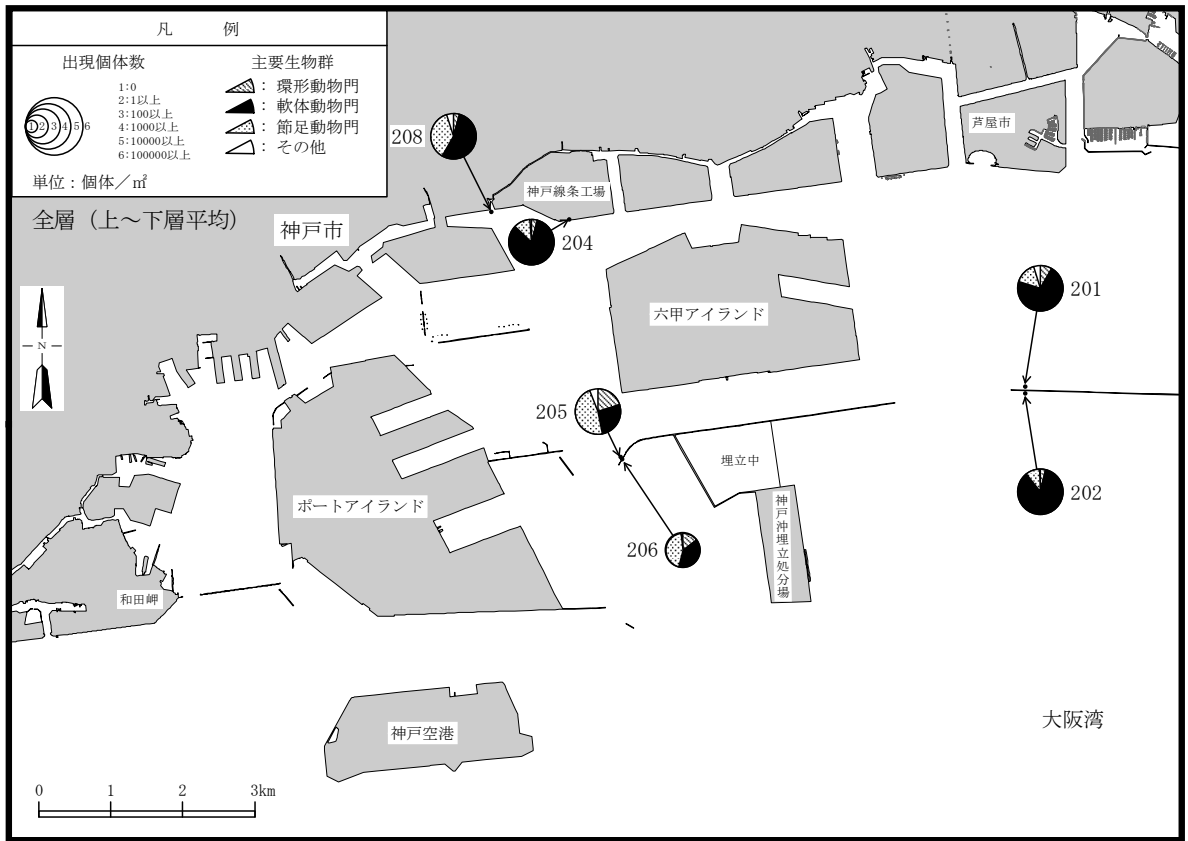 凡　例
出現個体数
1:0
2:1以上
3:100以上
4:1000以上
5:10000以上
6:100000以上
1 2 3 4 5 6
単位：個体／㎡
主要生物群
：環形動物門
：軟体動物門
：節足動物門
：その他
全層（上～下層平均）
神戸市
208
神戸線条工場
204
芦屋市
六甲アイランド
201
N
205
埋立中
ポートアイランド
神戸沖埋立処分場
202
206
和田岬
神戸空港
大阪湾
0 1 2 3km